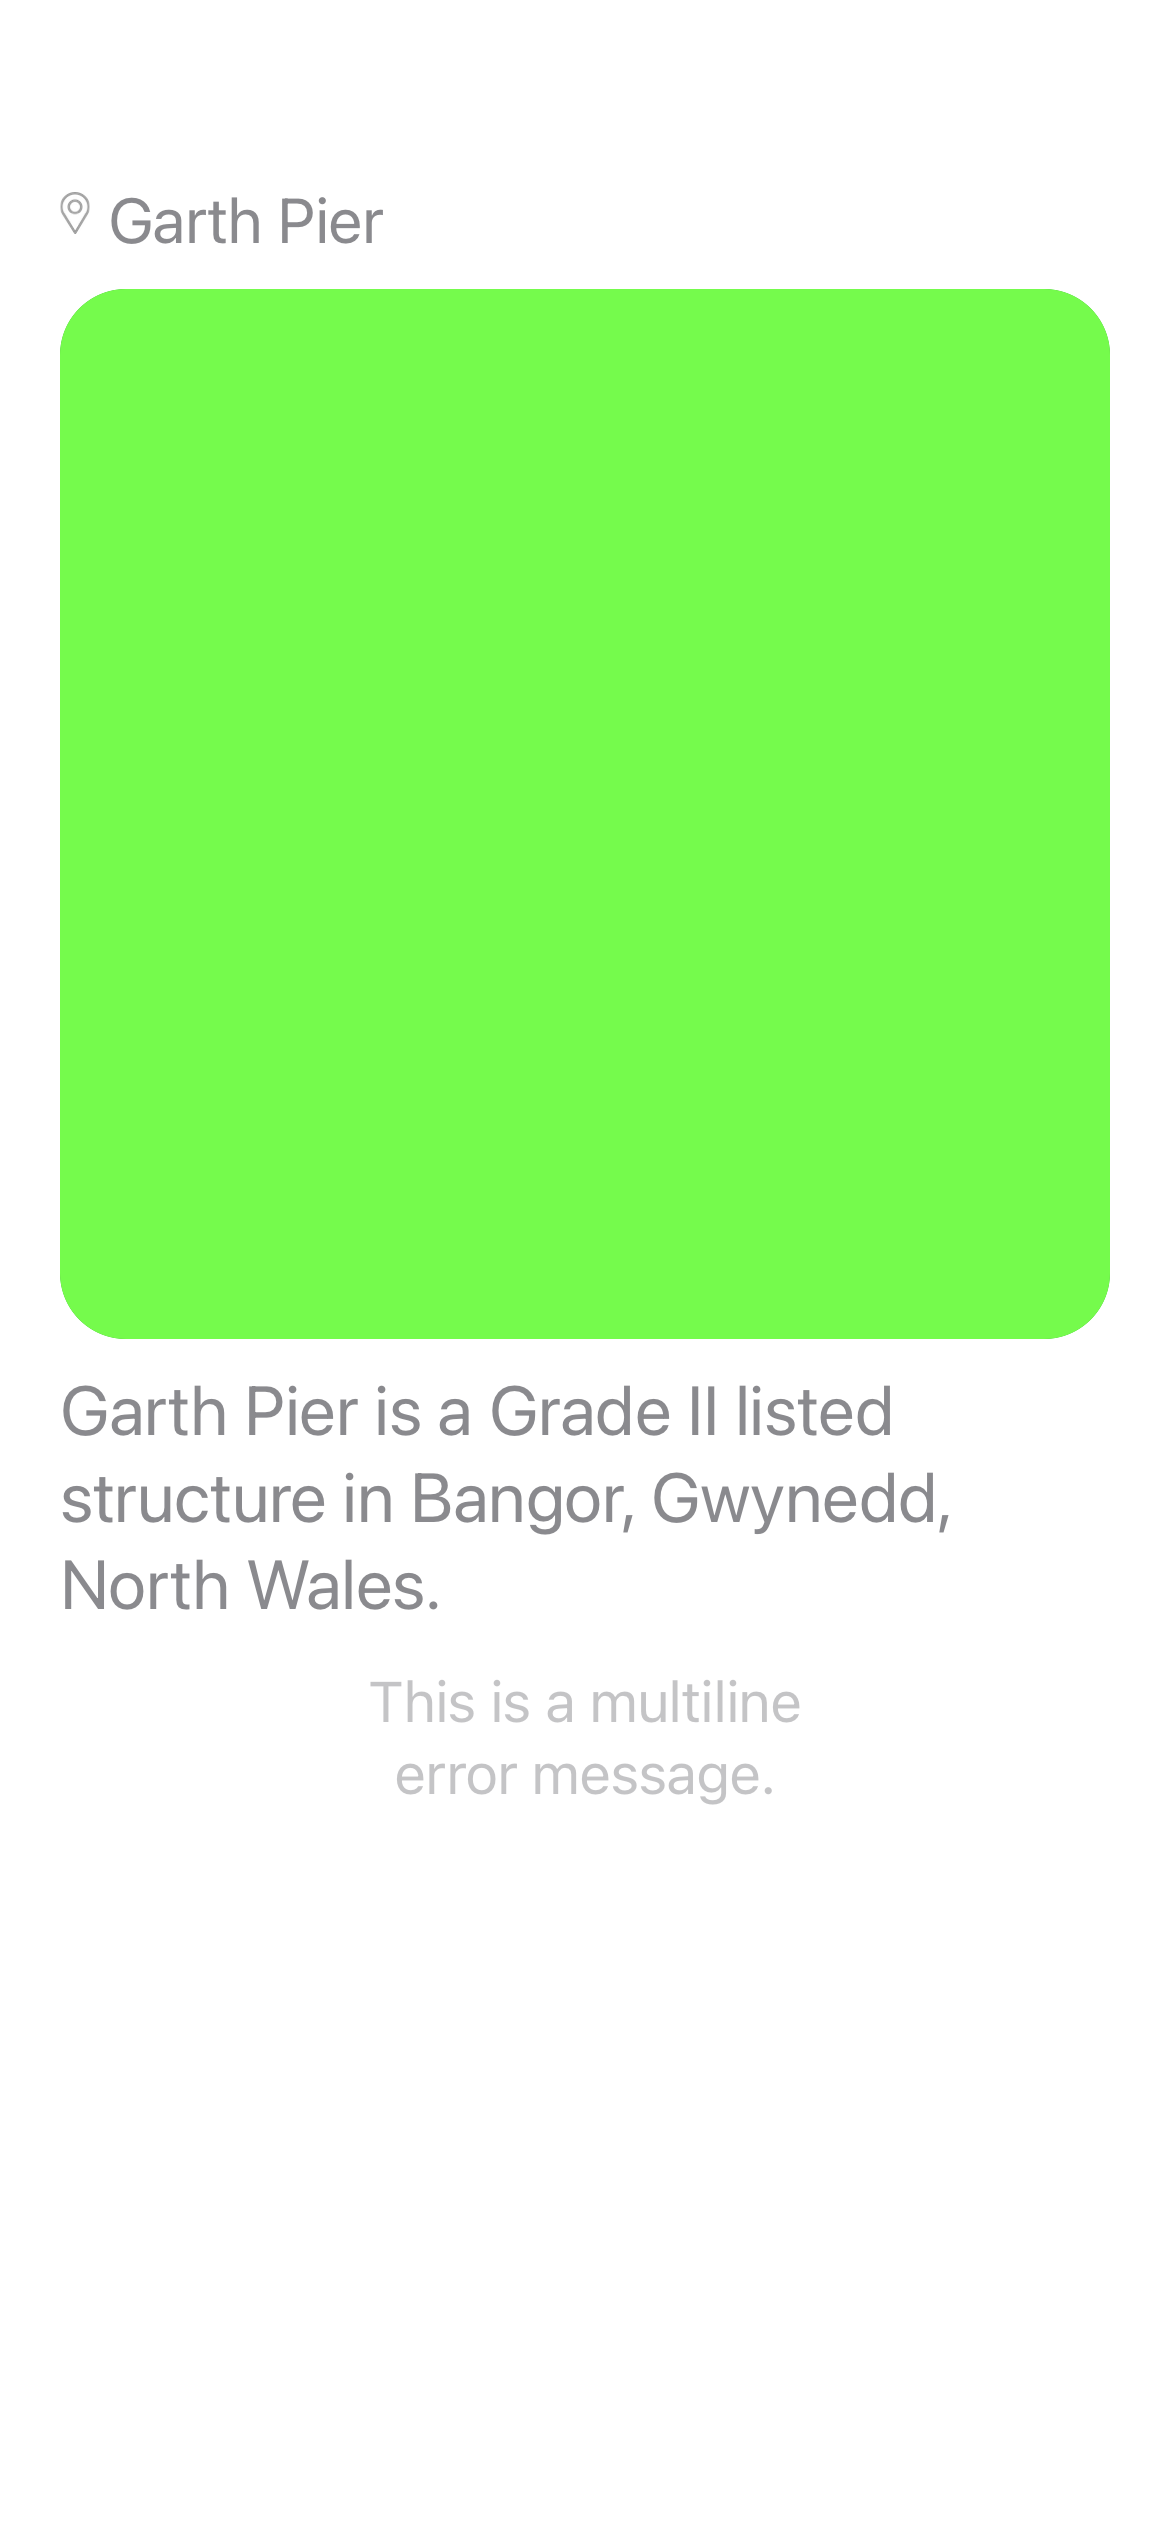 Garth Pier
Garth Pier is a Grade II listed
structure in Bangor, Gwynedd,
North Wales.
This is a multiline
error message.